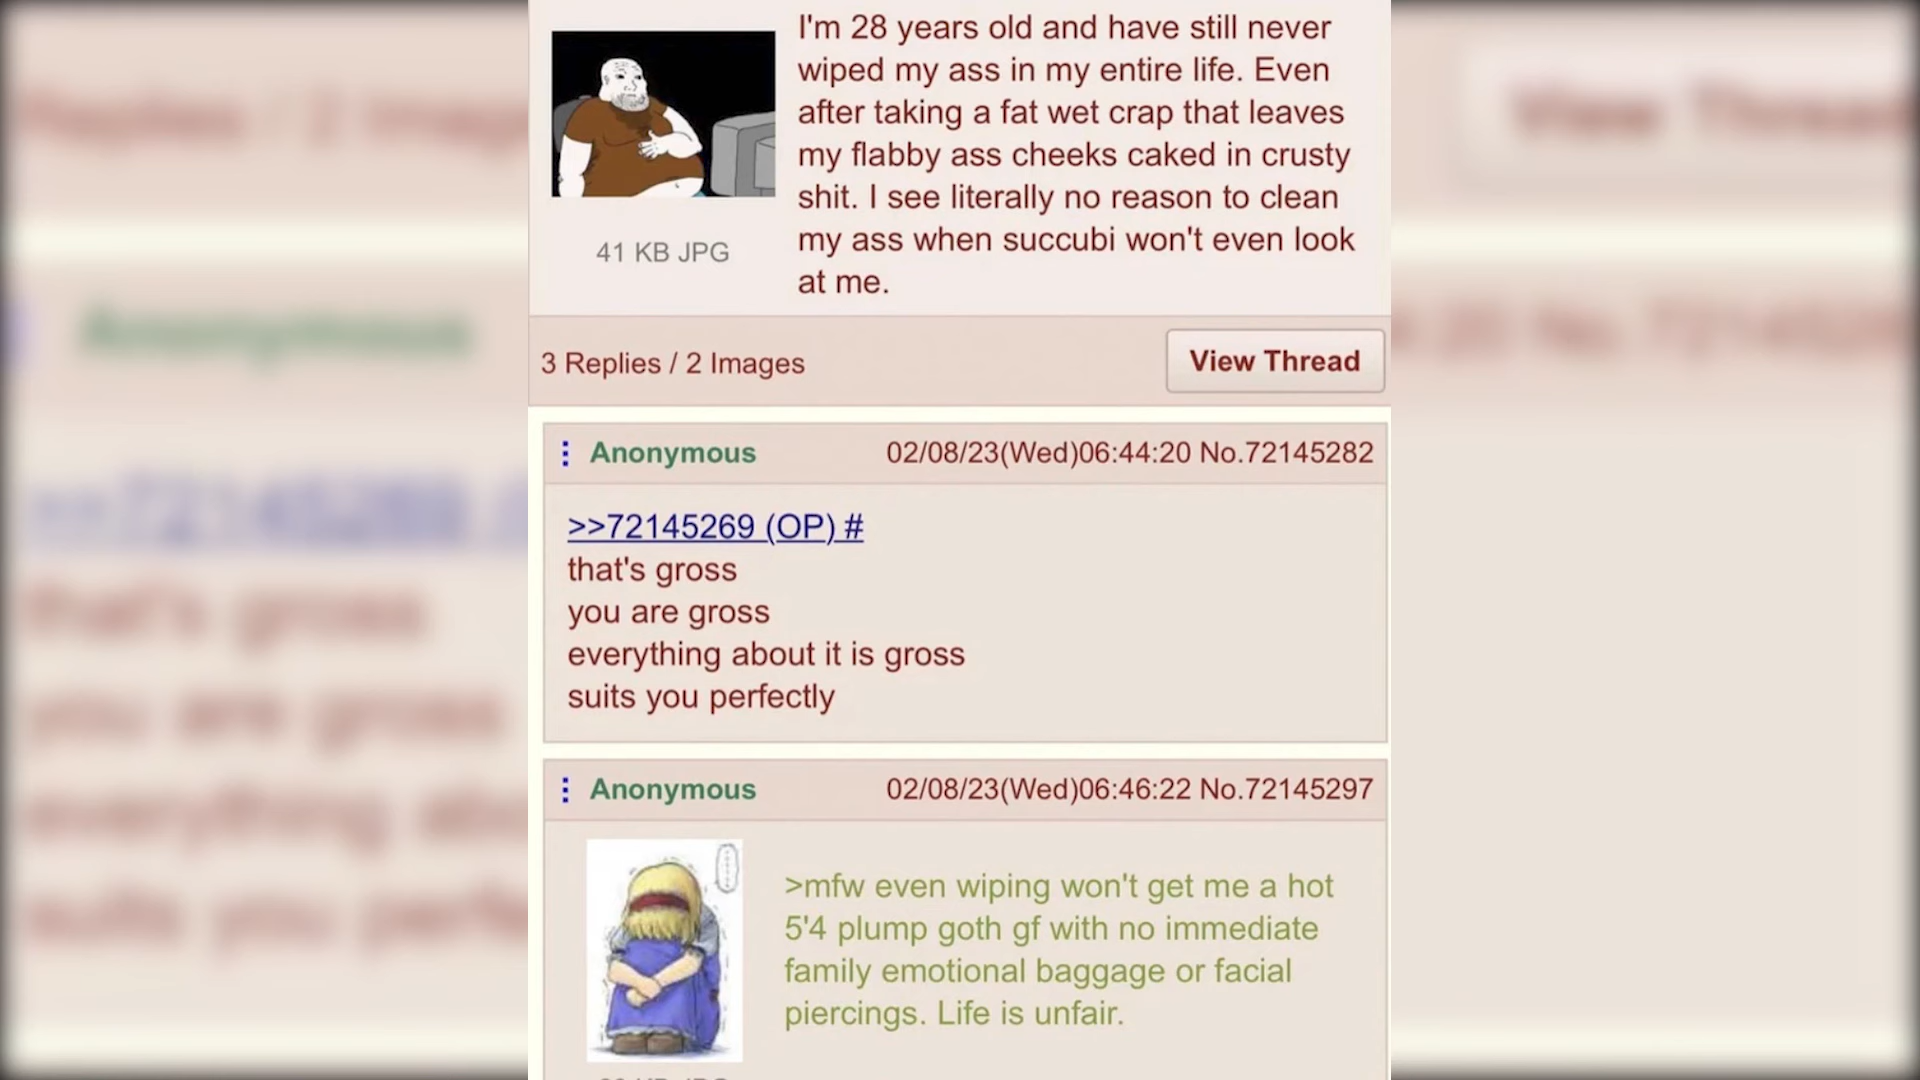 I'm 28 years old and have still never
wiped my ass in my entire life. Even
after taking a fat wet crap that leaves
my flabby ass cheeks caked in crusty
shit. I see literally no reason to clean
my ass when succubi won't even look
at me.
41 KB JPG
3 Replies / 2 Images
View Thread
Anonymous 02/08/23(Wed)06:44:20 No.72145282
>>72145269 (OP) #
that's gross
you are gross
everything about it is gross
suits you perfectly
Anonymous 02/08/23(Wed)06:46:22 No.72145297
>mfw even wiping won't get me a hot
5'4 plump goth gf with no immediate
family emotional baggage or facial
piercings. Life is unfair.